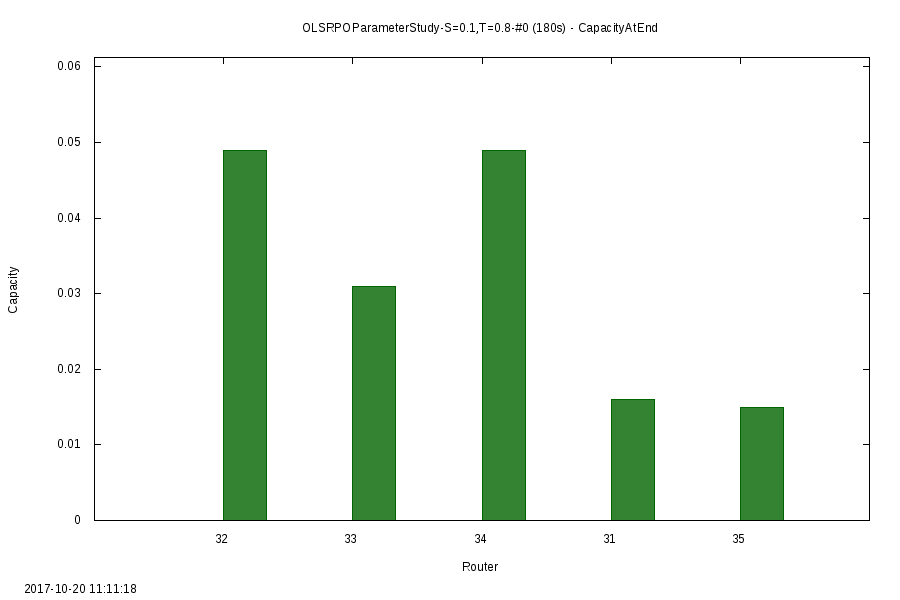 OLSRPOParameterStudy-S=0.1,T=0.8-#0 (180s) - CapacityAtEnd
0.06
0.05
0.04
0.03
0.02
0.01
0
Capacity
32 33 34 31 35
Router
2017-10-20 11:11:18